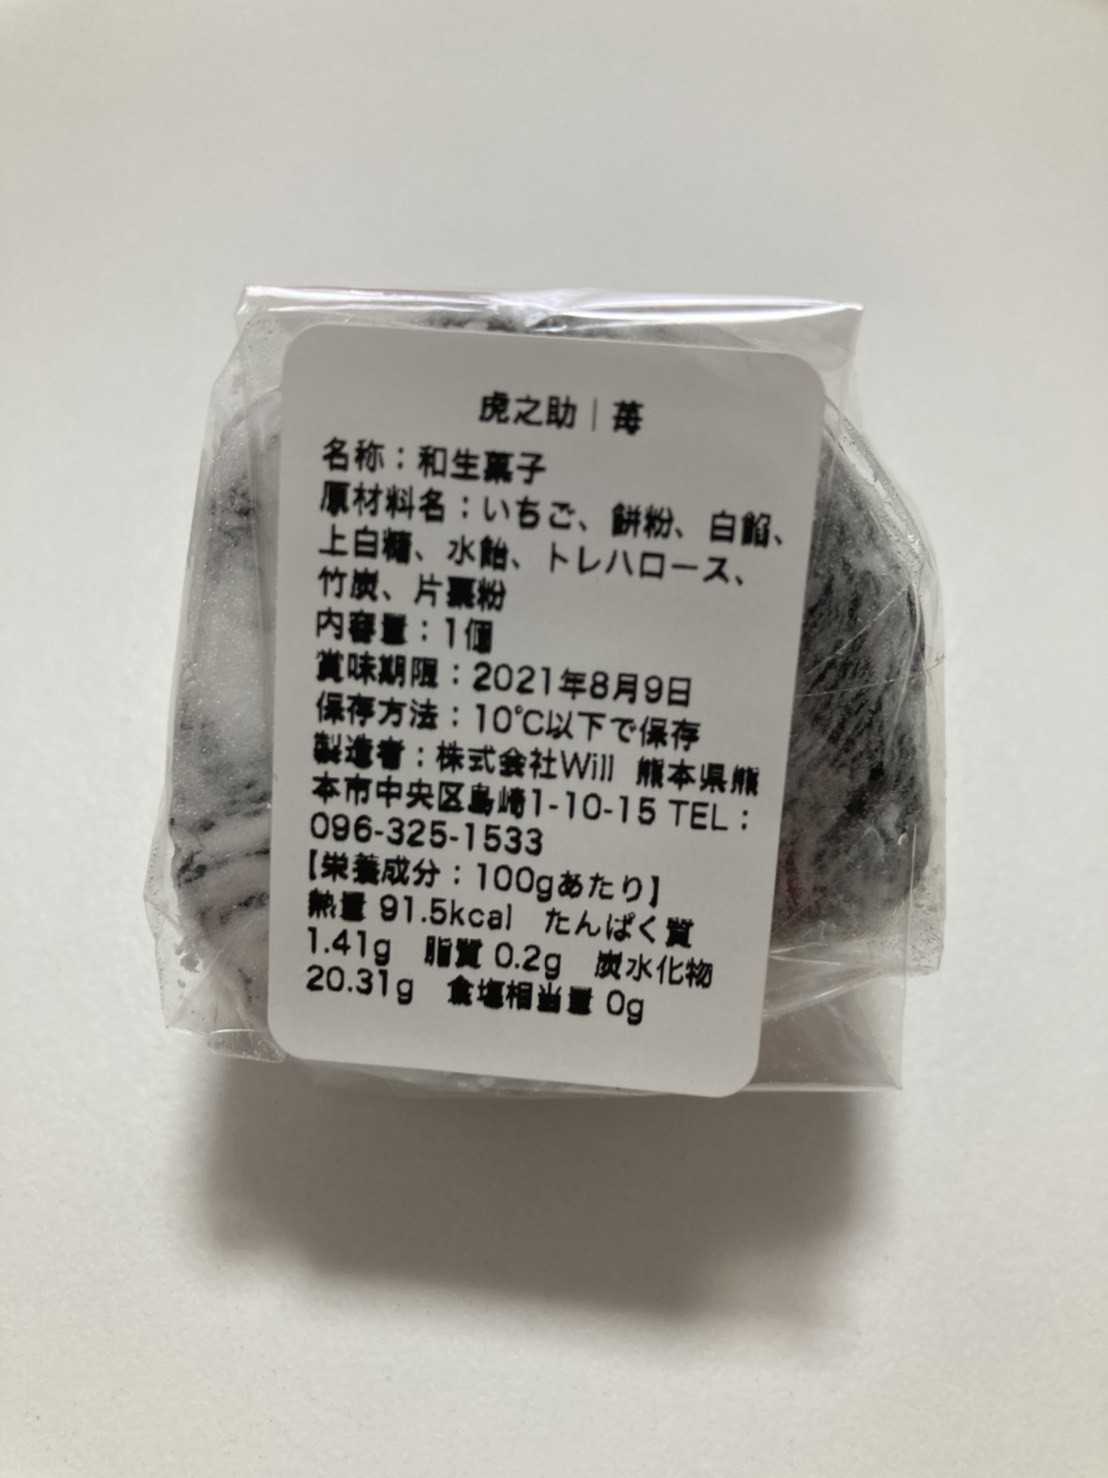 虎之助｜苺
名称：和生菓子
原材料名：いちご、餅粉、白餡、
上白糖、水飴、トレハロース、
竹炭、片栗粉
内容量：1個
賞味期限：2021年8月9日
保存方法：10℃以下で保存
製造者：株式会社Will 熊本県熊
本市中央区島崎1-10-15 TEL：
096-325-1533
【栄養成分：100gあたり】
熱量 91.5kcal たんぱく質
1.41g 脂質 0.2g 炭水化物
20.31g 食塩相当量 0g